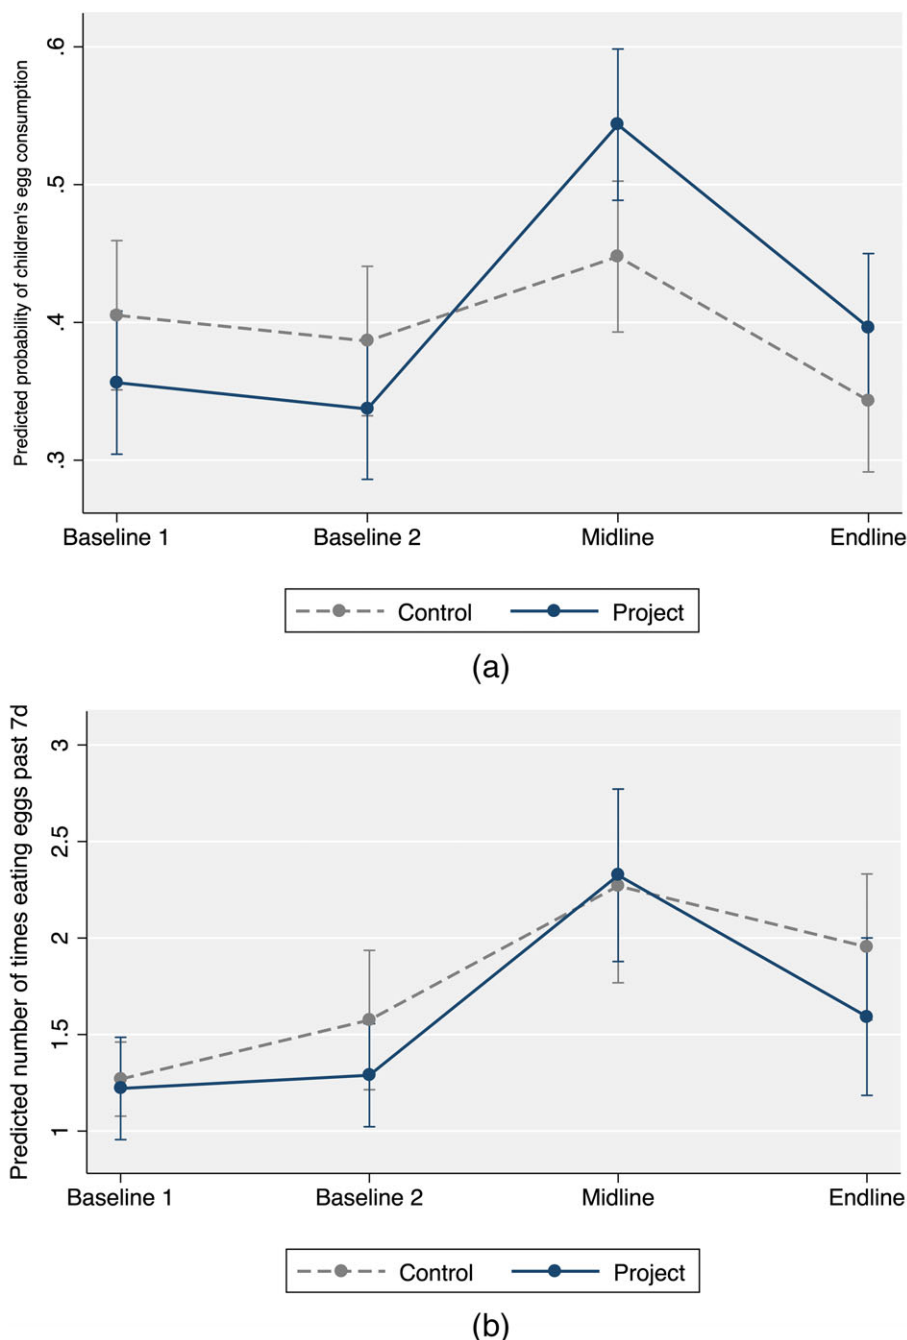 Predicted probability of children's egg consumption
.6
.5
.4
.3
Baseline 1 Baseline 2 Midline Endline
Control Project
(a)
Predicted number of times eating eggs past 7d
3
2.5
2
1.5
1
Baseline 1 Baseline 2 Midline Endline
Control Project
(b)